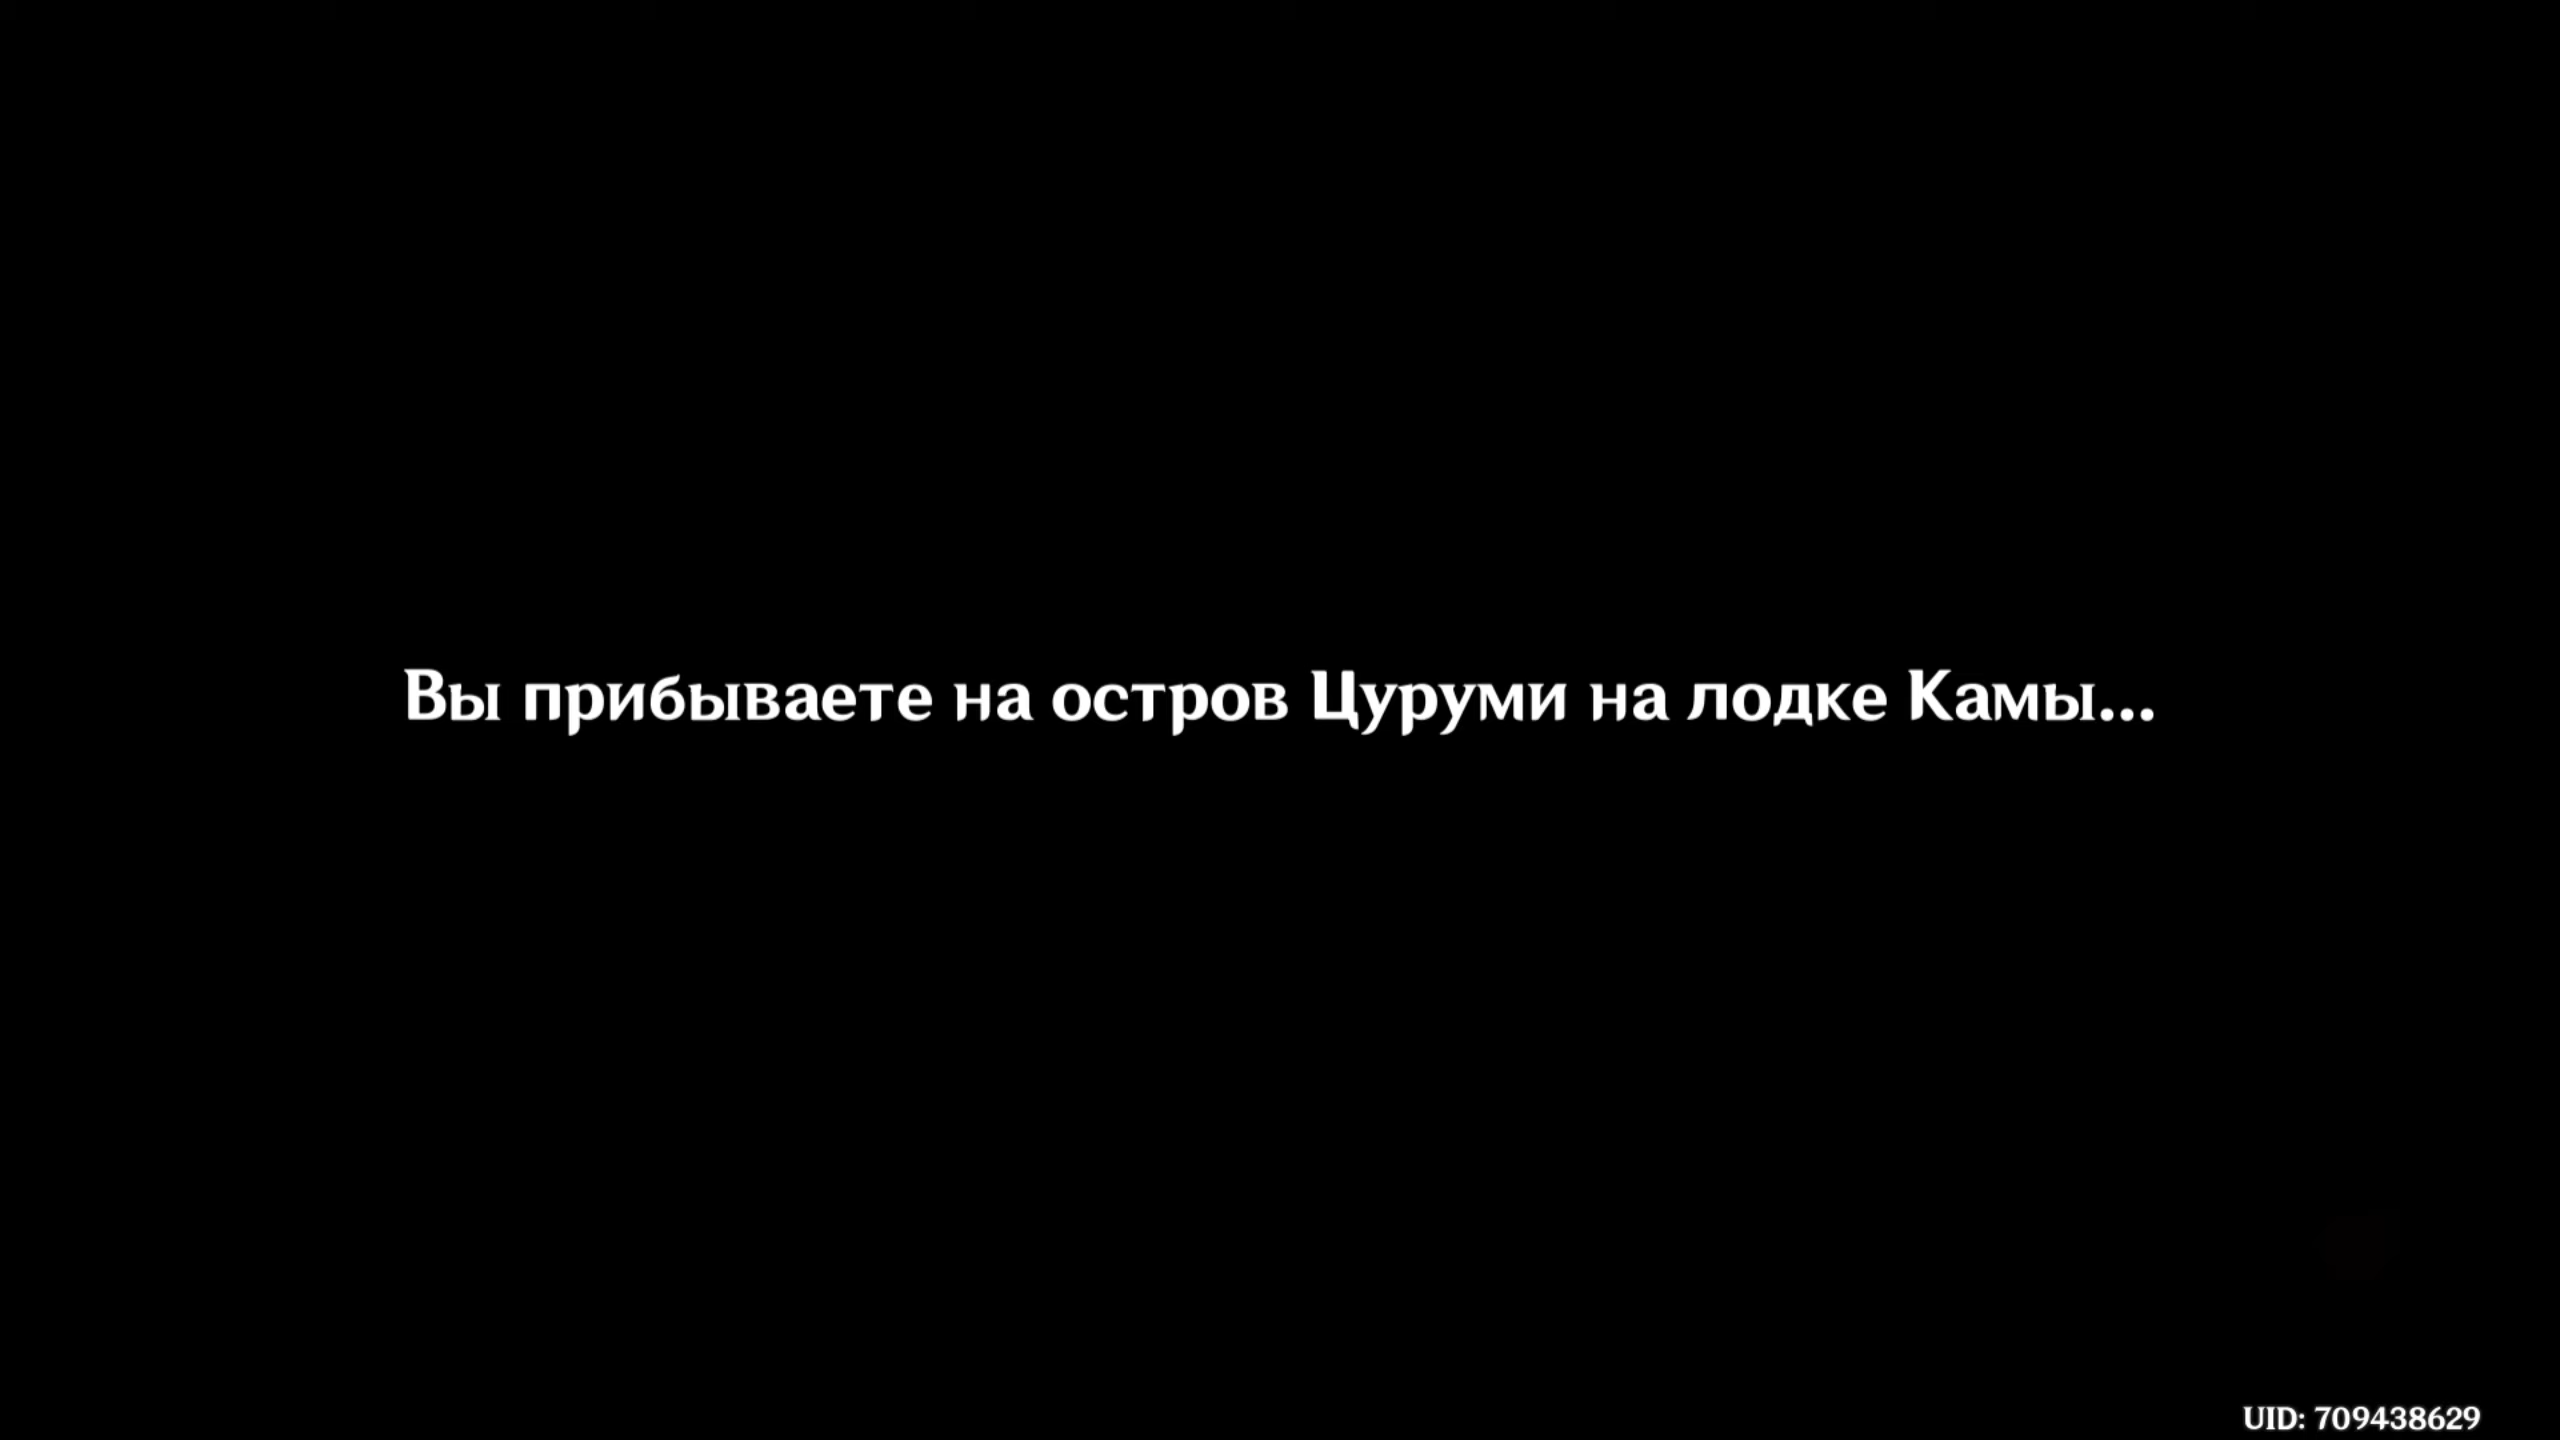 Вы прибываете на остров Цуруми на лодке Камы...
UID: 709438629